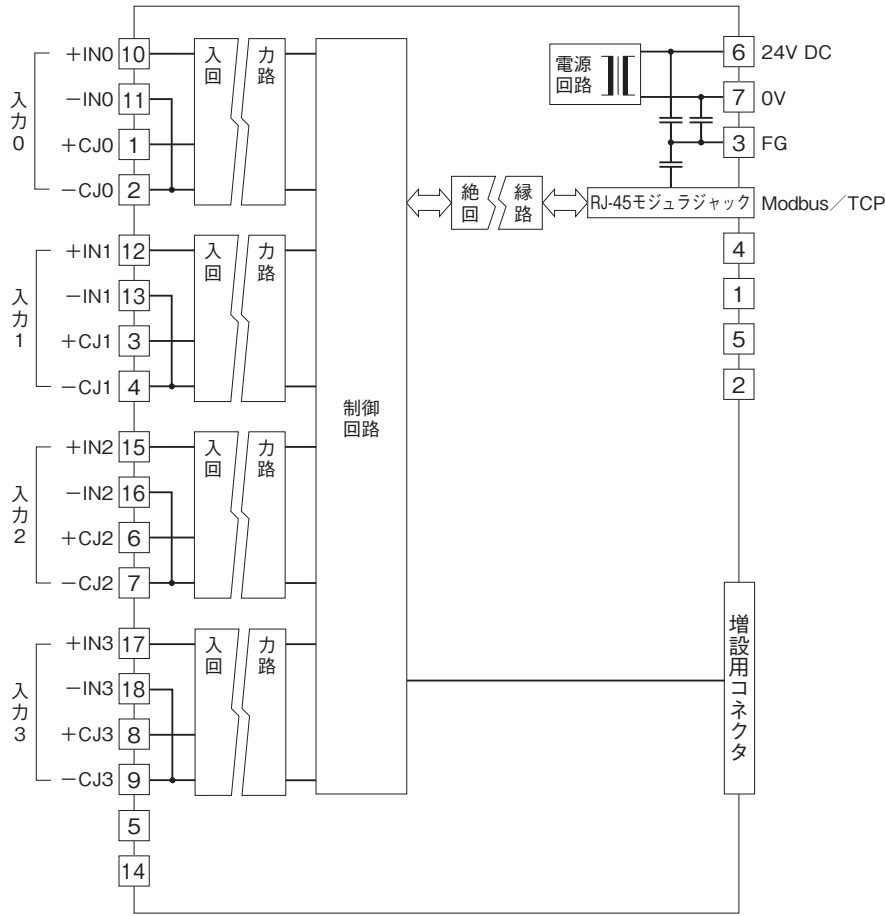 入力0
+IN0 10
−IN0 11
+CJ0 1
−CJ0 2
入回
力路
入力1
+IN1 12
−IN1 13
+CJ1 3
−CJ1 4
入回
力路
入力2
+IN2 15
−IN2 16
+CJ2 6
−CJ2 7
入回
力路
入力3
+IN3 17
−IN3 18
+CJ3 8
−CJ3 9
入回
力路
5
14
制御
回路
電源
回路
6 24V DC
7 0V
3 FG
絶回
縁路
RJ-45モジュラジャック Modbus/TCP
4
1
5
2
増設用コネクタ